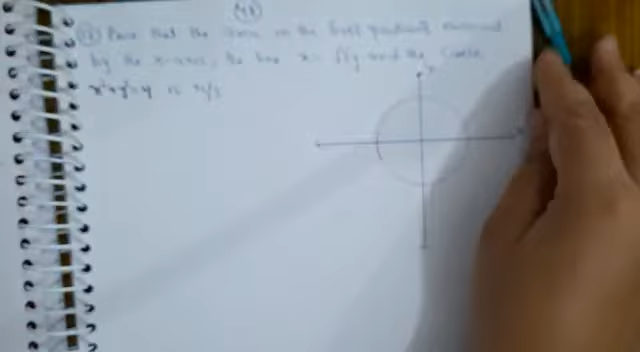 48
Prove that the area in the first quadrant enclosed
by the x-axis, the line x = √3y and the circle
x²+y²=4 is π/3